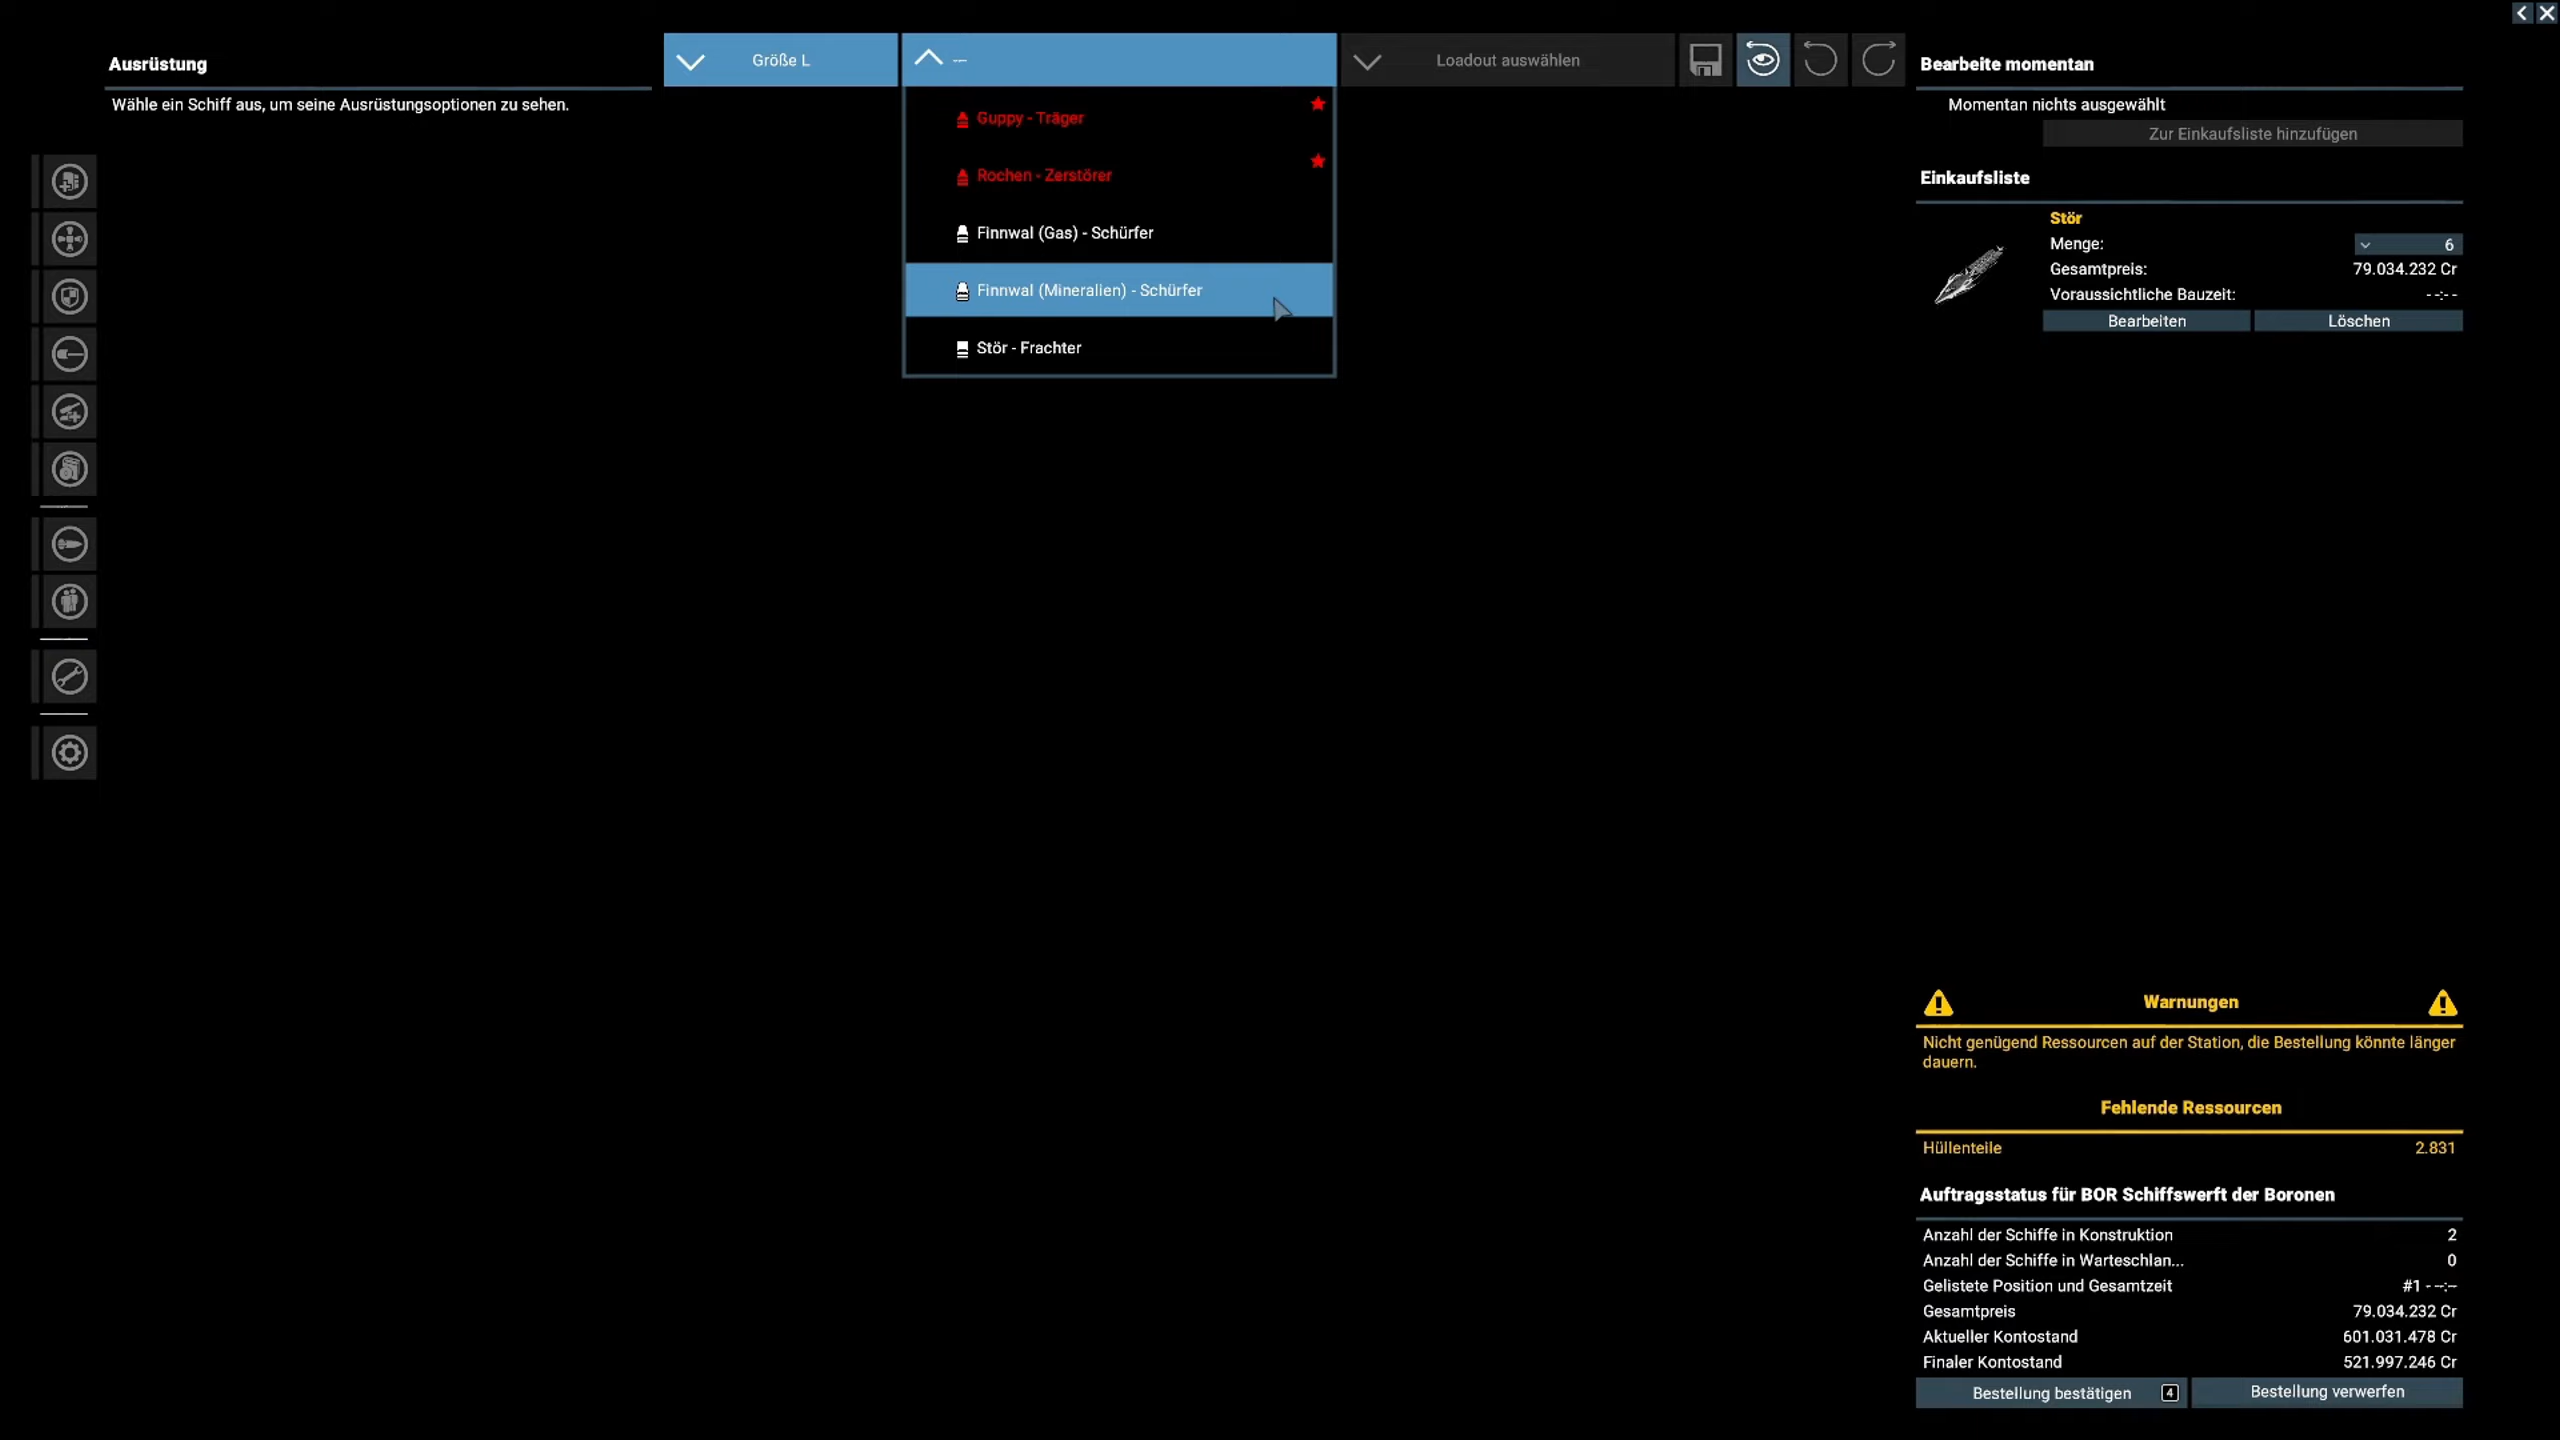 Ausrüstung
Wähle ein Schiff aus, um seine Ausrüstungsoptionen zu sehen.
Größe L
--
Guppy - Träger
Rochen - Zerstörer
Finnwal (Gas) - Schürfer
Finnwal (Mineralien) - Schürfer
Stör - Frachter
Loadout auswählen
Bearbeite momentan
Momentan nichts ausgewählt
Zur Einkaufsliste hinzufügen
Einkaufsliste
Stör
Menge: 6
Gesamtpreis: 79.034.232 Cr
Voraussichtliche Bauzeit: --:--
Bearbeiten Löschen
Warnungen
Nicht genügend Ressourcen auf der Station, die Bestellung könnte länger
dauern.
Fehlende Ressourcen
Hüllenteile 2.831
Auftragsstatus für BOR Schiffswerft der Boronen
Anzahl der Schiffe in Konstruktion 2
Anzahl der Schiffe in Warteschlan... 0
Gelistete Position und Gesamtzeit #1 - --:--
Gesamtpreis 79.034.232 Cr
Aktueller Kontostand 601.031.478 Cr
Finaler Kontostand 521.997.246 Cr
Bestellung bestätigen 4 Bestellung verwerfen